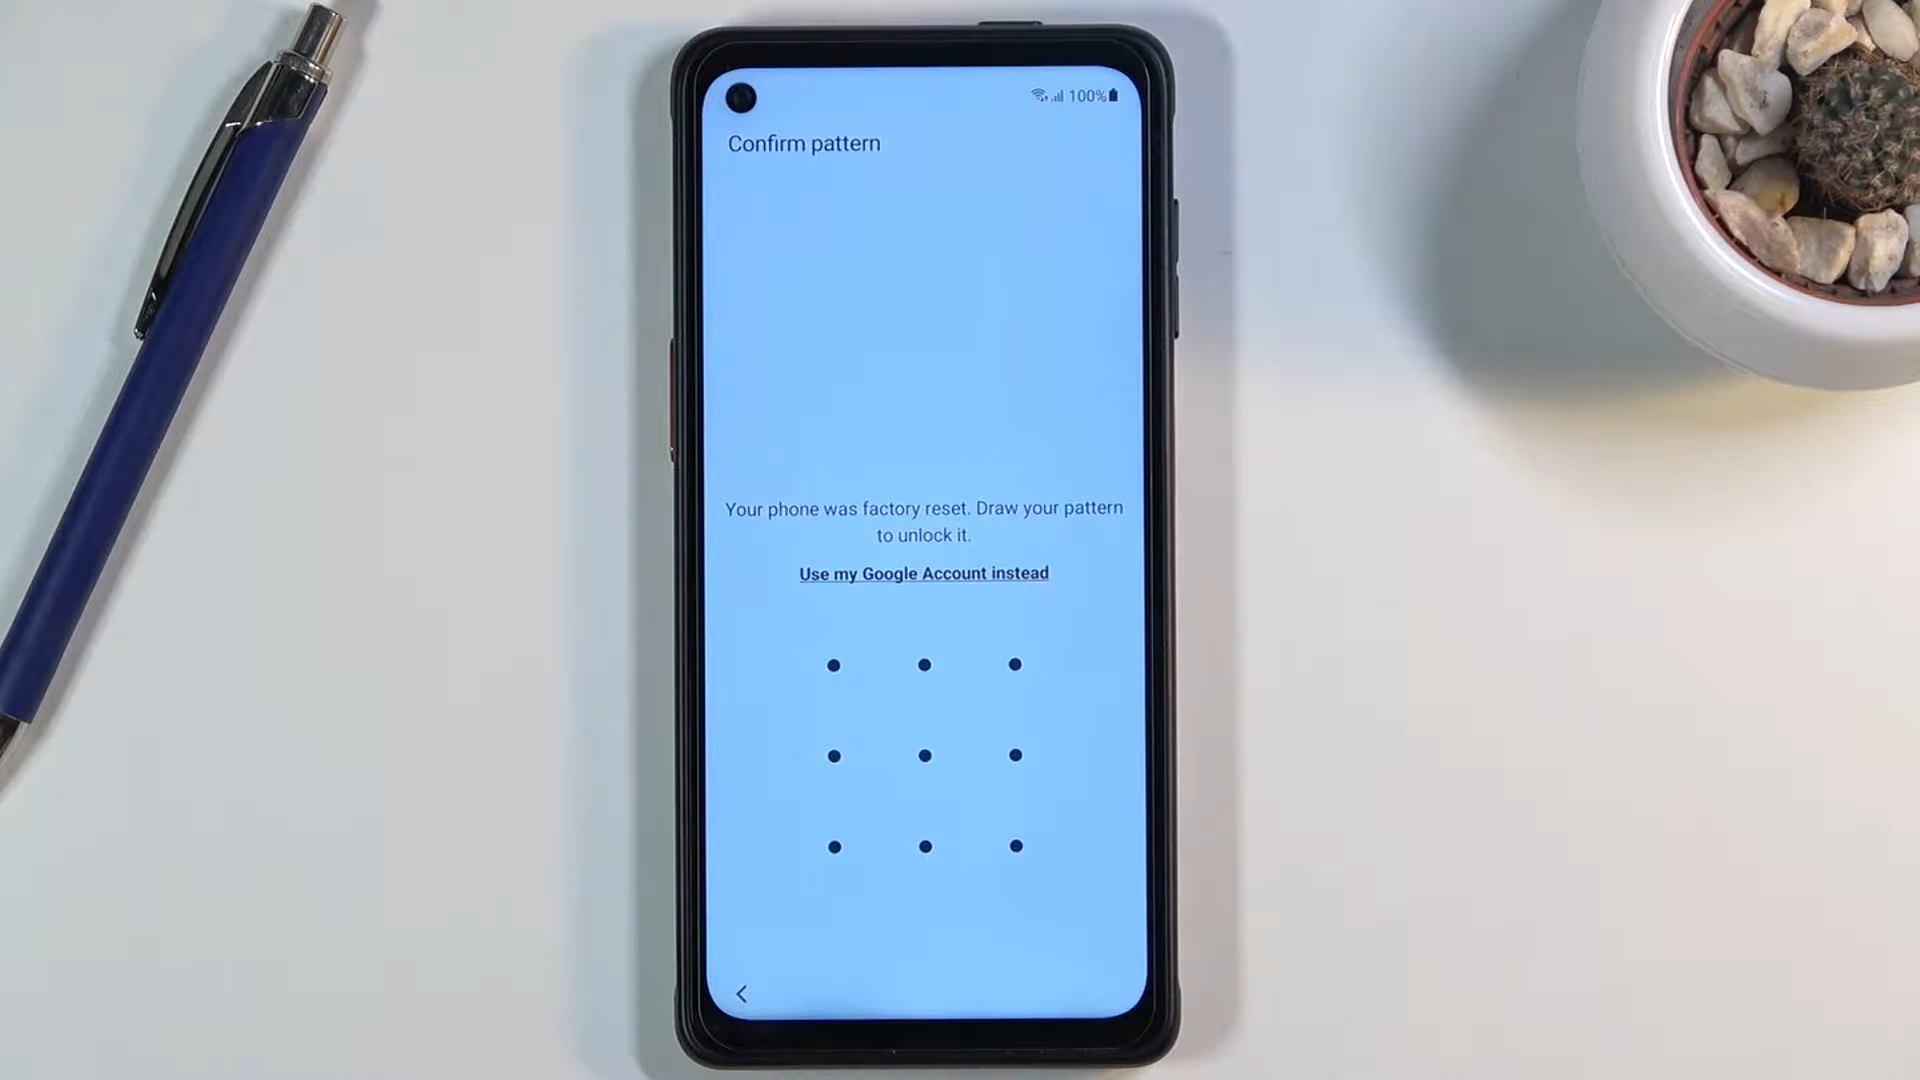 100%
Confirm pattern
Your phone was factory reset. Draw your pattern
to unlock it.
Use my Google Account instead